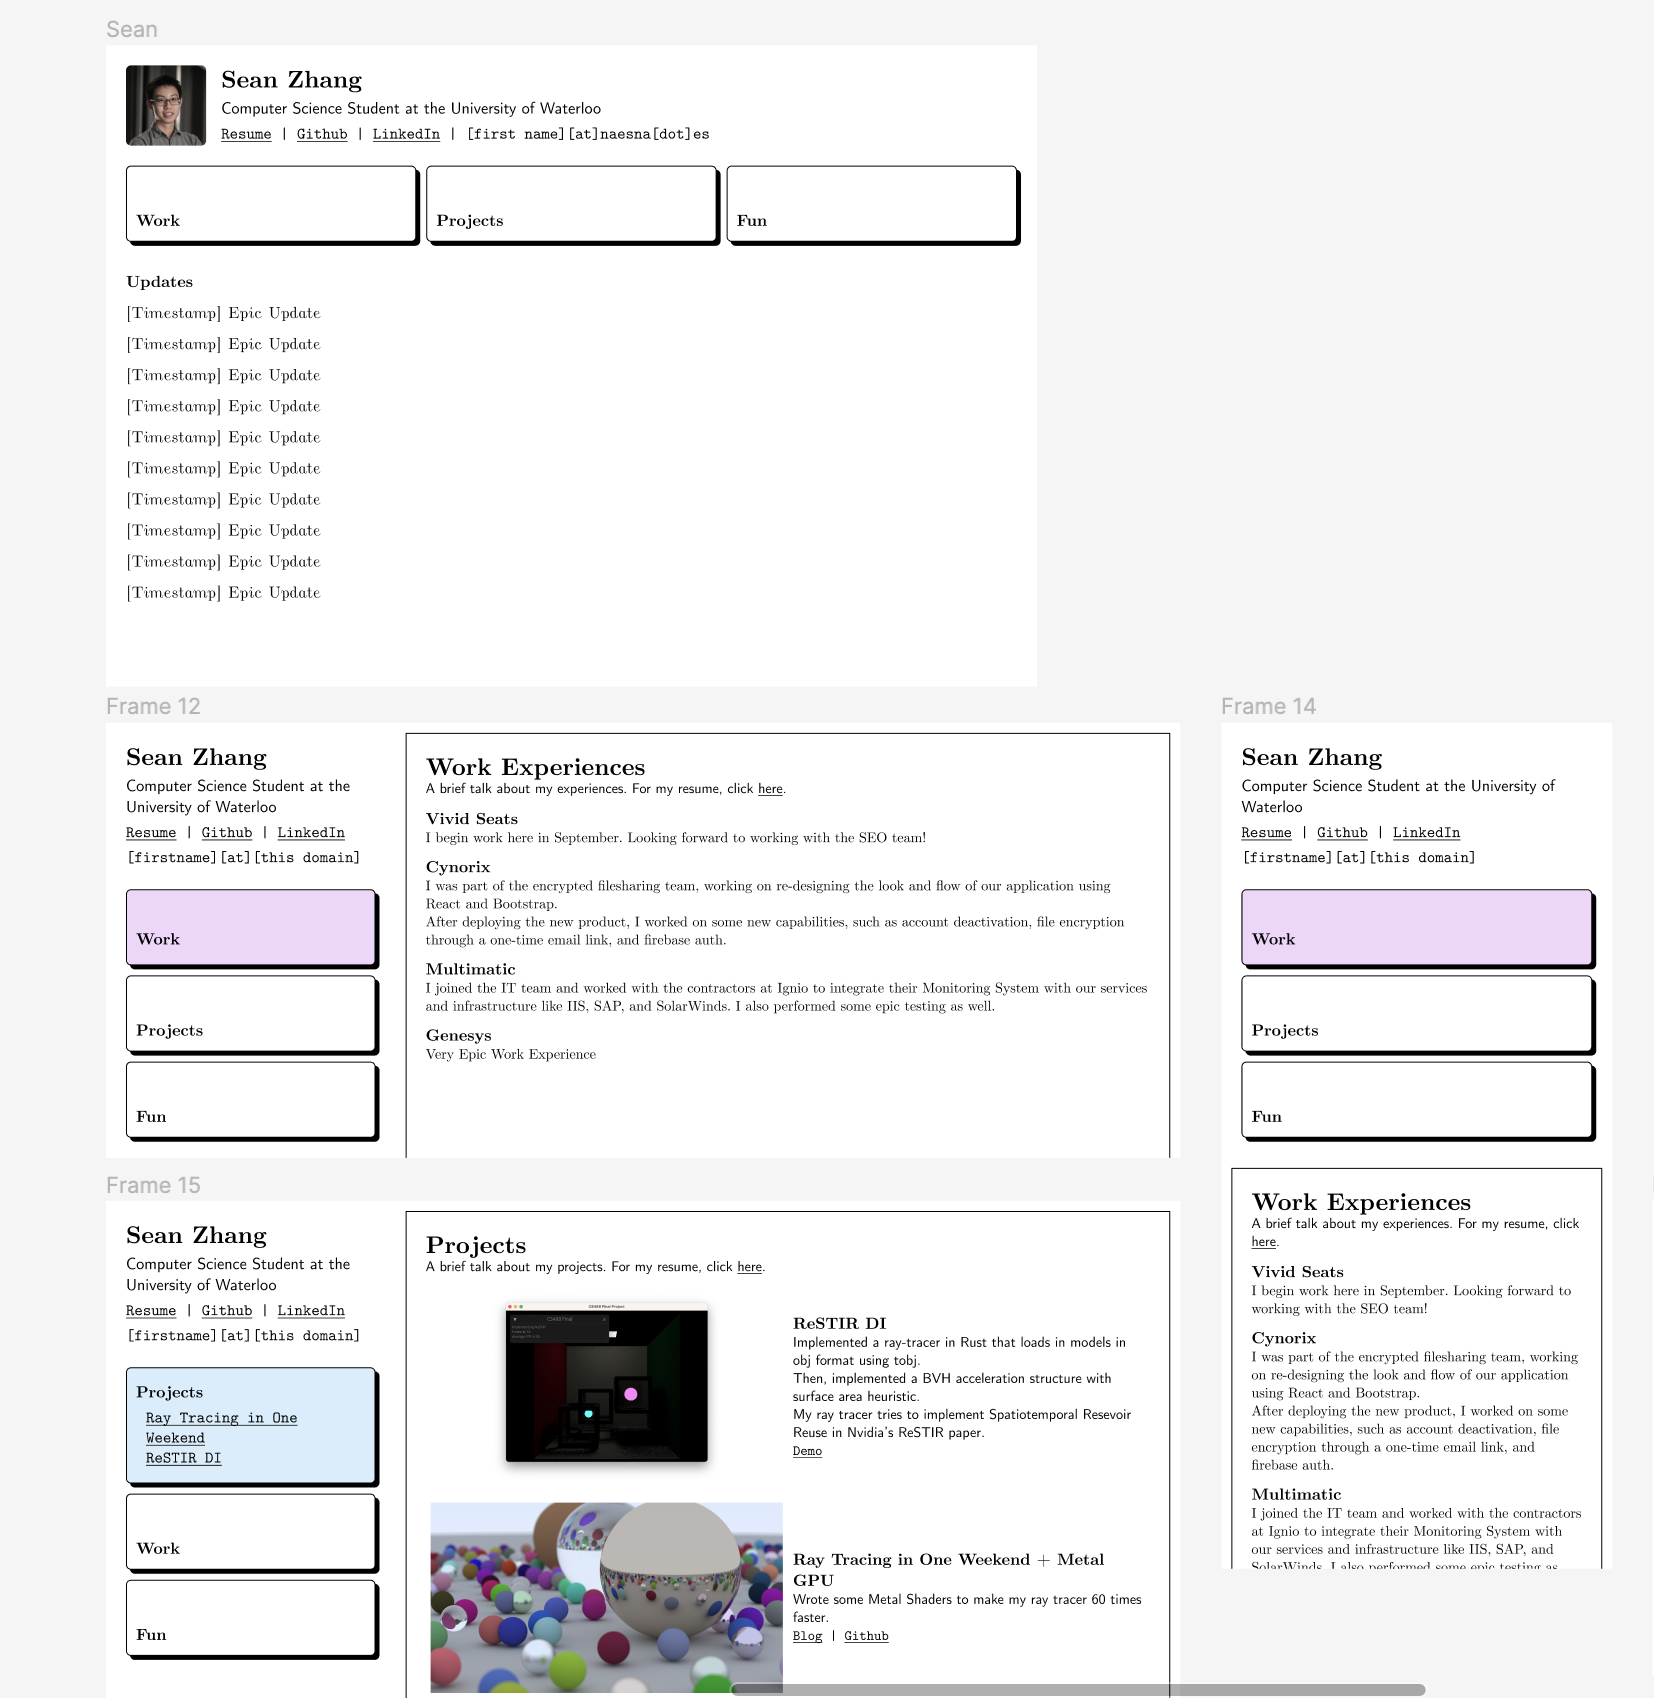 Sean
Sean Zhang
Computer Science Student at the University of Waterloo
Resume | Github | LinkedIn | [first name][at]naesna[dot]es
Work
Projects
Fun
Updates
[Timestamp] Epic Update
[Timestamp] Epic Update
[Timestamp] Epic Update
[Timestamp] Epic Update
[Timestamp] Epic Update
[Timestamp] Epic Update
[Timestamp] Epic Update
[Timestamp] Epic Update
[Timestamp] Epic Update
[Timestamp] Epic Update
Frame 12
Sean Zhang
Computer Science Student at the
University of Waterloo
Resume | Github | LinkedIn
[firstname][at][this domain]
Work
Projects
Fun
Work Experiences
A brief talk about my experiences. For my resume, click here.
Vivid Seats
I begin work here in September. Looking forward to working with the SEO team!
Cynorix
I was part of the encrypted filesharing team, working on re-designing the look and flow of our application using
React and Bootstrap.
After deploying the new product, I worked on some new capabilities, such as account deactivation, file encryption
through a one-time email link, and firebase auth.
Multimatic
I joined the IT team and worked with the contractors at Ignio to integrate their Monitoring System with our services
and infrastructure like IIS, SAP, and SolarWinds. I also performed some epic testing as well.
Genesys
Very Epic Work Experience
Frame 14
Sean Zhang
Computer Science Student at the University of
Waterloo
Resume | Github | LinkedIn
[firstname][at][this domain]
Work
Projects
Fun
Work Experiences
A brief talk about my experiences. For my resume, click
here.
Vivid Seats
I begin work here in September. Looking forward to
working with the SEO team!
Cynorix
I was part of the encrypted filesharing team, working
on re-designing the look and flow of our application
using React and Bootstrap.
After deploying the new product, I worked on some
new capabilities, such as account deactivation, file
encryption through a one-time email link, and
firebase auth.
Multimatic
I joined the IT team and worked with the contractors
at Ignio to integrate their Monitoring System with
our services and infrastructure like IIS, SAP, and
SolarWinds. I also performed some epic testing as
Frame 15
Sean Zhang
Computer Science Student at the
University of Waterloo
Resume | Github | LinkedIn
[firstname][at][this domain]
Projects
Ray Tracing in One
Weekend
ReSTIR DI
Work
Fun
Projects
A brief talk about my projects. For my resume, click here.
CS488 Final Project
CS488 Final
ReSTIR DI
Implemented a ray-tracer in Rust that loads in models in
obj format using tobj.
Then, implemented a BVH acceleration structure with
surface area heuristic.
My ray tracer tries to implement Spatiotemporal Resevoir
Reuse in Nvidia's ReSTIR paper.
Demo
Ray Tracing in One Weekend + Metal
GPU
Wrote some Metal Shaders to make my ray tracer 60 times
faster.
Blog | Github